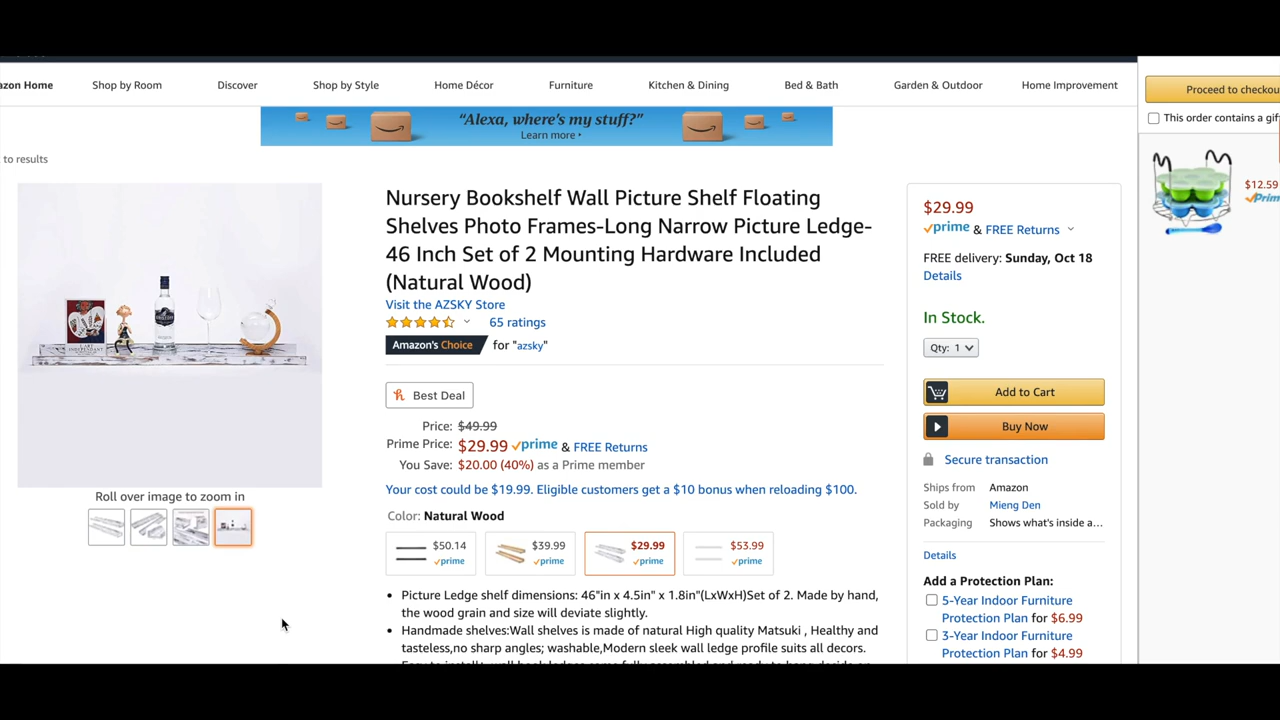 azon Home
Shop by Room
Discover
Shop by Style
Home Décor
Furniture
Kitchen & Dining
Bed & Bath
Garden & Outdoor
Home Improvement
"Alexa, where's my stuff?"
Learn more
to results
Nursery Bookshelf Wall Picture Shelf Floating
Shelves Photo Frames-Long Narrow Picture Ledge-
46 Inch Set of 2 Mounting Hardware Included
(Natural Wood)
Visit the AZSKY Store
65 ratings
Amazon's Choice for "azsky"
Best Deal
Price: $49.99
Prime Price: $29.99 prime & FREE Returns
You Save: $20.00 (40%) as a Prime member
Your cost could be $19.99. Eligible customers get a $10 bonus when reloading $100.
Color: Natural Wood
$50.14
prime
$39.99
prime
$29.99
prime
$53.99
prime
• Picture Ledge shelf dimensions: 46"in x 4.5in" x 1.8in"(LxWxH)Set of 2. Made by hand,
the wood grain and size will deviate slightly.
• Handmade shelves:Wall shelves is made of natural High quality Matsuki , Healthy and
tasteless,no sharp angles; washable,Modern sleek wall ledge profile suits all decors.
Roll over image to zoom in
$29.99
prime & FREE Returns
FREE delivery: Sunday, Oct 18
Details
In Stock.
Qty: 1
Add to Cart
Buy Now
Secure transaction
Ships from Amazon
Sold by Mieng Den
Packaging Shows what's inside a...
Details
Add a Protection Plan:
5-Year Indoor Furniture
Protection Plan for $6.99
3-Year Indoor Furniture
Protection Plan for $4.99
Proceed to checkou
This order contains a gif
$12.59
Prim